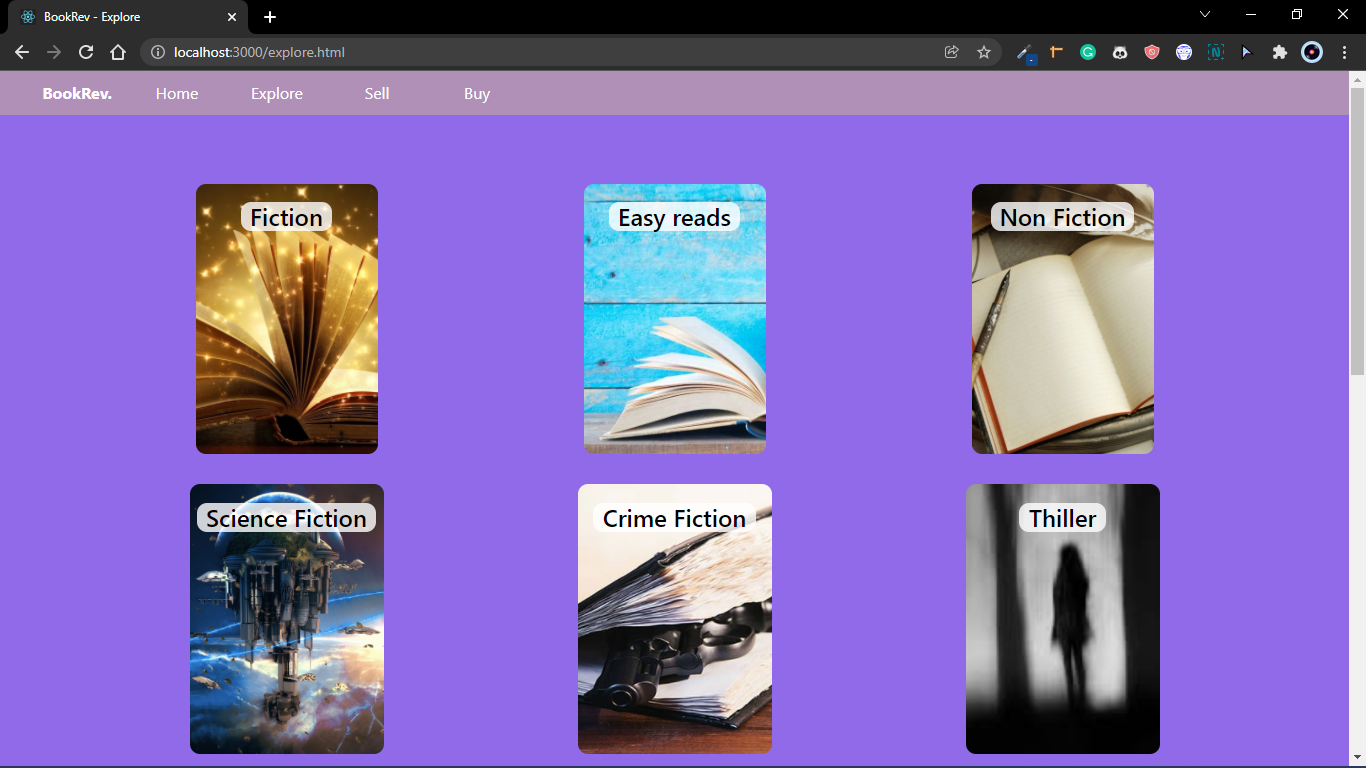 BookRev - Explore
localhost:3000/explore.html
BookRev. Home Explore Sell Buy
Fiction Easy reads Non Fiction
Science Fiction Crime Fiction Thiller